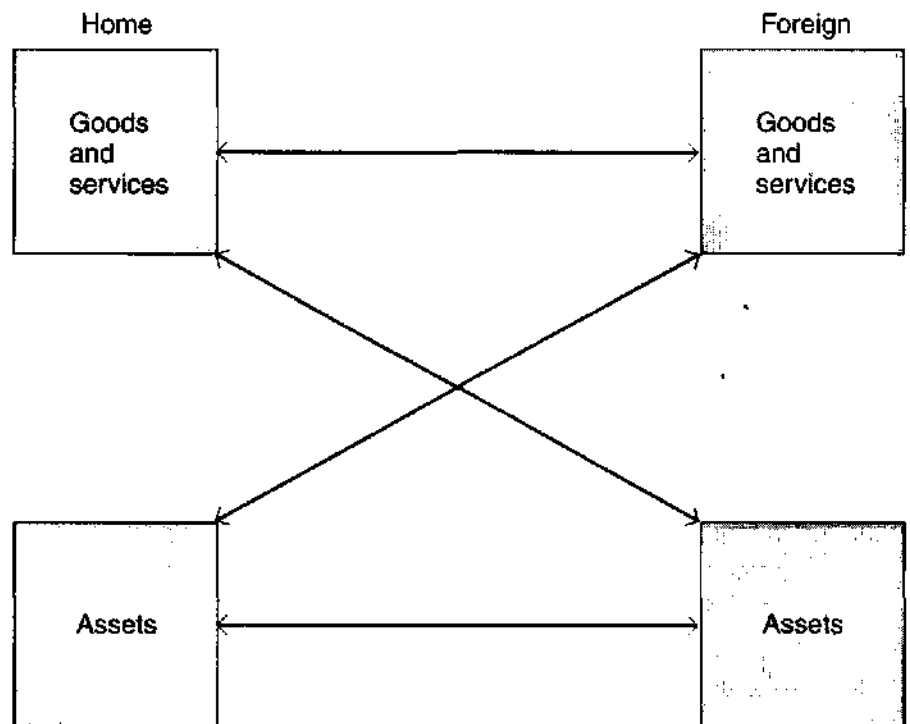 Home
Foreign
Goods
and
services
Goods
and
services
Assets
Assets